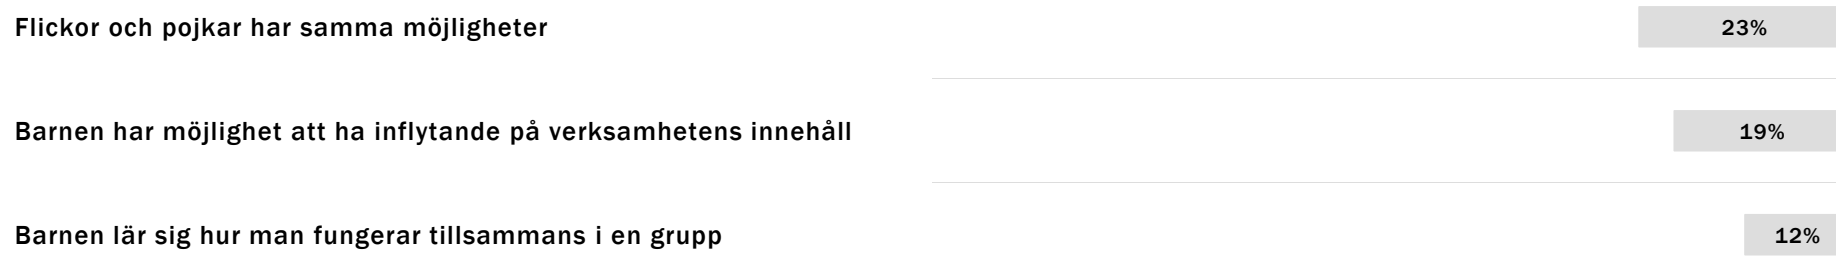 Flickor och pojkar har samma möjligheter 23%
Barnen har möjlighet att ha inflytande på verksamhetens innehåll 19%
Barnen lär sig hur man fungerar tillsammans i en grupp 12%